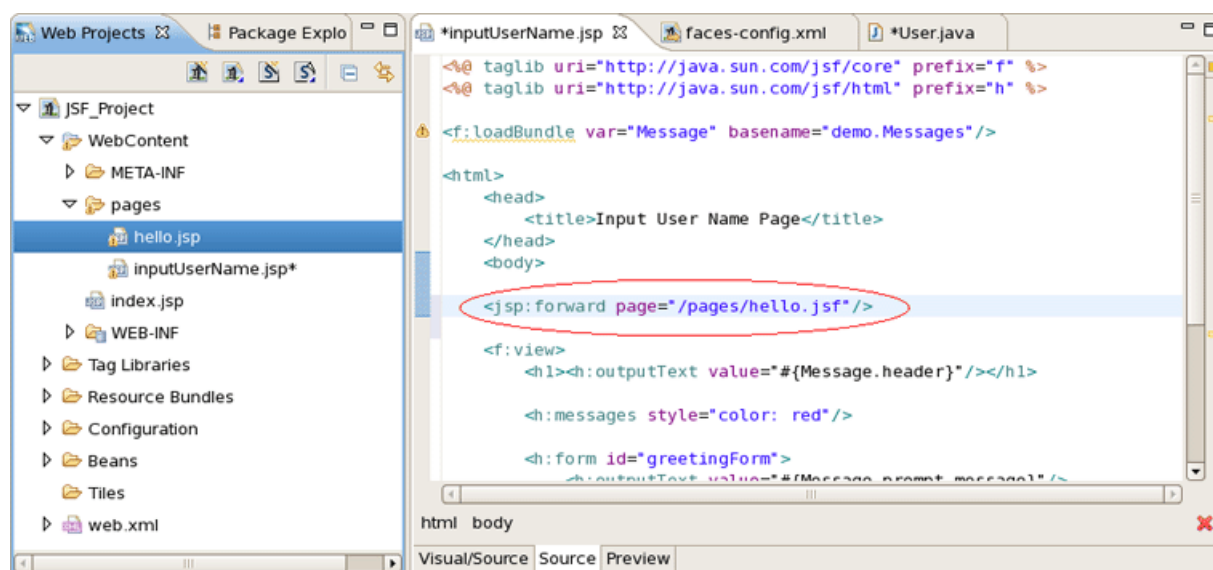 Web Projects
Package Explo
JSF_Project
WebContent
META-INF
pages
hello.jsp
inputUserName.jsp*
index.jsp
WEB-INF
Tag Libraries
Resource Bundles
Configuration
Beans
Tiles
web.xml
*inputUserName.jsp
faces-config.xml
*User.java
<%@ taglib uri="http://java.sun.com/jsf/core" prefix="f" %>
<%@ taglib uri="http://java.sun.com/jsf/html" prefix="h" %>
<f:loadBundle var="Message" basename="demo.Messages"/>
<html>
<head>
<title>Input User Name Page</title>
</head>
<body>
<jsp:forward page="/pages/hello.jsf"/>
<f:view>
<h1><h:outputText value="#{Message.header}"/></h1>
<h:messages style="color: red"/>
<h:form id="greetingForm">
<h:outputText value="#{Message.prompt_message}"/>
html body
Visual/Source Source Preview